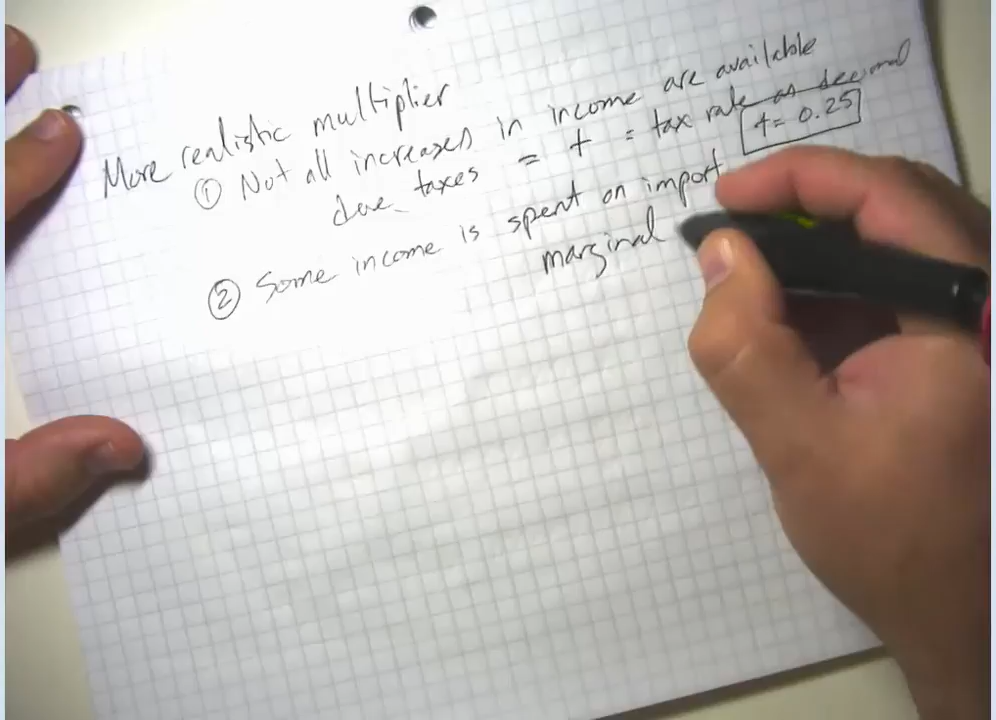 More realistic multiplier
① Not all increases in income are available
due taxes = t = tax rate as decimal
t = 0.25
② Some income is spent on import
marginal